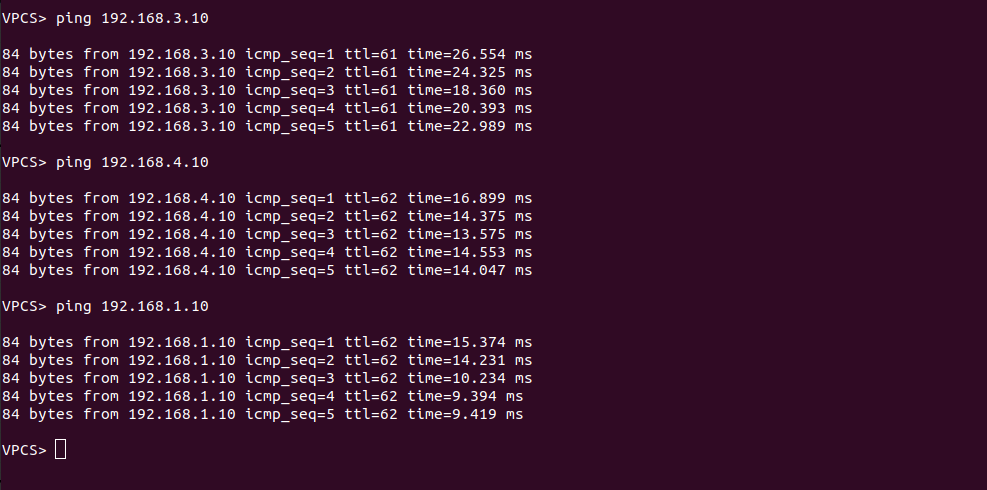 VPCS> ping 192.168.3.10
84 bytes from 192.168.3.10 icmp_seq=1 ttl=61 time=26.554 ms
84 bytes from 192.168.3.10 icmp_seq=2 ttl=61 time=24.325 ms
84 bytes from 192.168.3.10 icmp_seq=3 ttl=61 time=18.360 ms
84 bytes from 192.168.3.10 icmp_seq=4 ttl=61 time=20.393 ms
84 bytes from 192.168.3.10 icmp_seq=5 ttl=61 time=22.989 ms
VPCS> ping 192.168.4.10
84 bytes from 192.168.4.10 icmp_seq=1 ttl=62 time=16.899 ms
84 bytes from 192.168.4.10 icmp_seq=2 ttl=62 time=14.375 ms
84 bytes from 192.168.4.10 icmp_seq=3 ttl=62 time=13.575 ms
84 bytes from 192.168.4.10 icmp_seq=4 ttl=62 time=14.553 ms
84 bytes from 192.168.4.10 icmp_seq=5 ttl=62 time=14.047 ms
VPCS> ping 192.168.1.10
84 bytes from 192.168.1.10 icmp_seq=1 ttl=62 time=15.374 ms
84 bytes from 192.168.1.10 icmp_seq=2 ttl=62 time=14.231 ms
84 bytes from 192.168.1.10 icmp_seq=3 ttl=62 time=10.234 ms
84 bytes from 192.168.1.10 icmp_seq=4 ttl=62 time=9.394 ms
84 bytes from 192.168.1.10 icmp_seq=5 ttl=62 time=9.419 ms
VPCS>